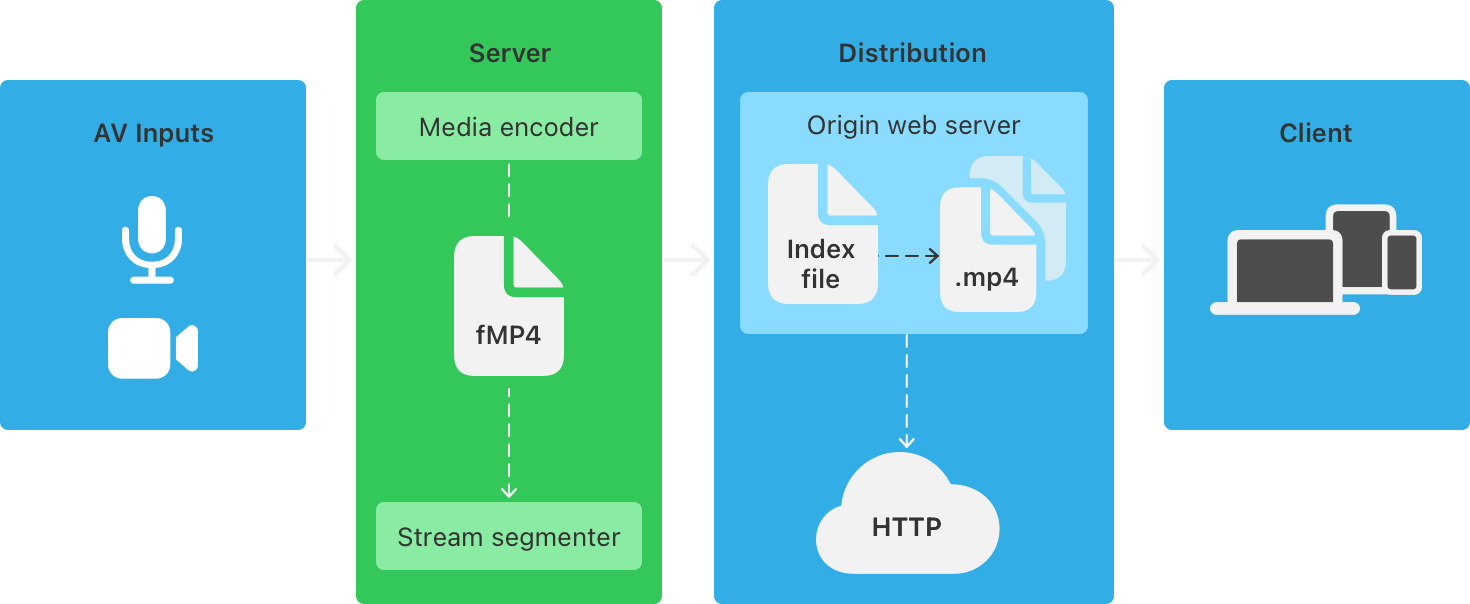 AV Inputs
Server
Media encoder
fMP4
Stream segmenter
Distribution
Origin web server
Index
file
.mp4
HTTP
Client